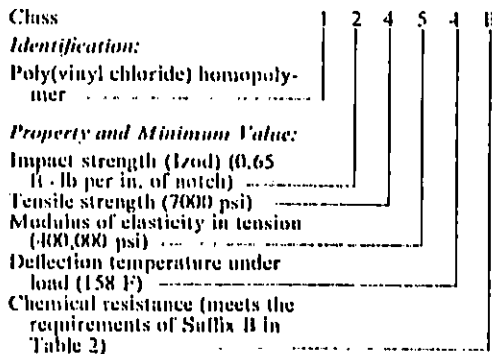 Class 1 2 4 5 4 B
Identification:
Poly(vinyl chloride) homopoly-
mer
Property and Minimum Value:
Impact strength (Izod) (0.65
ft · lb per in. of notch)
Tensile strength (7000 psi)
Modulus of elasticity in tension
(400,000 psi)
Deflection temperature under
load (158 F)
Chemical resistance (meets the
requirements of Suffix B in
Table 2)